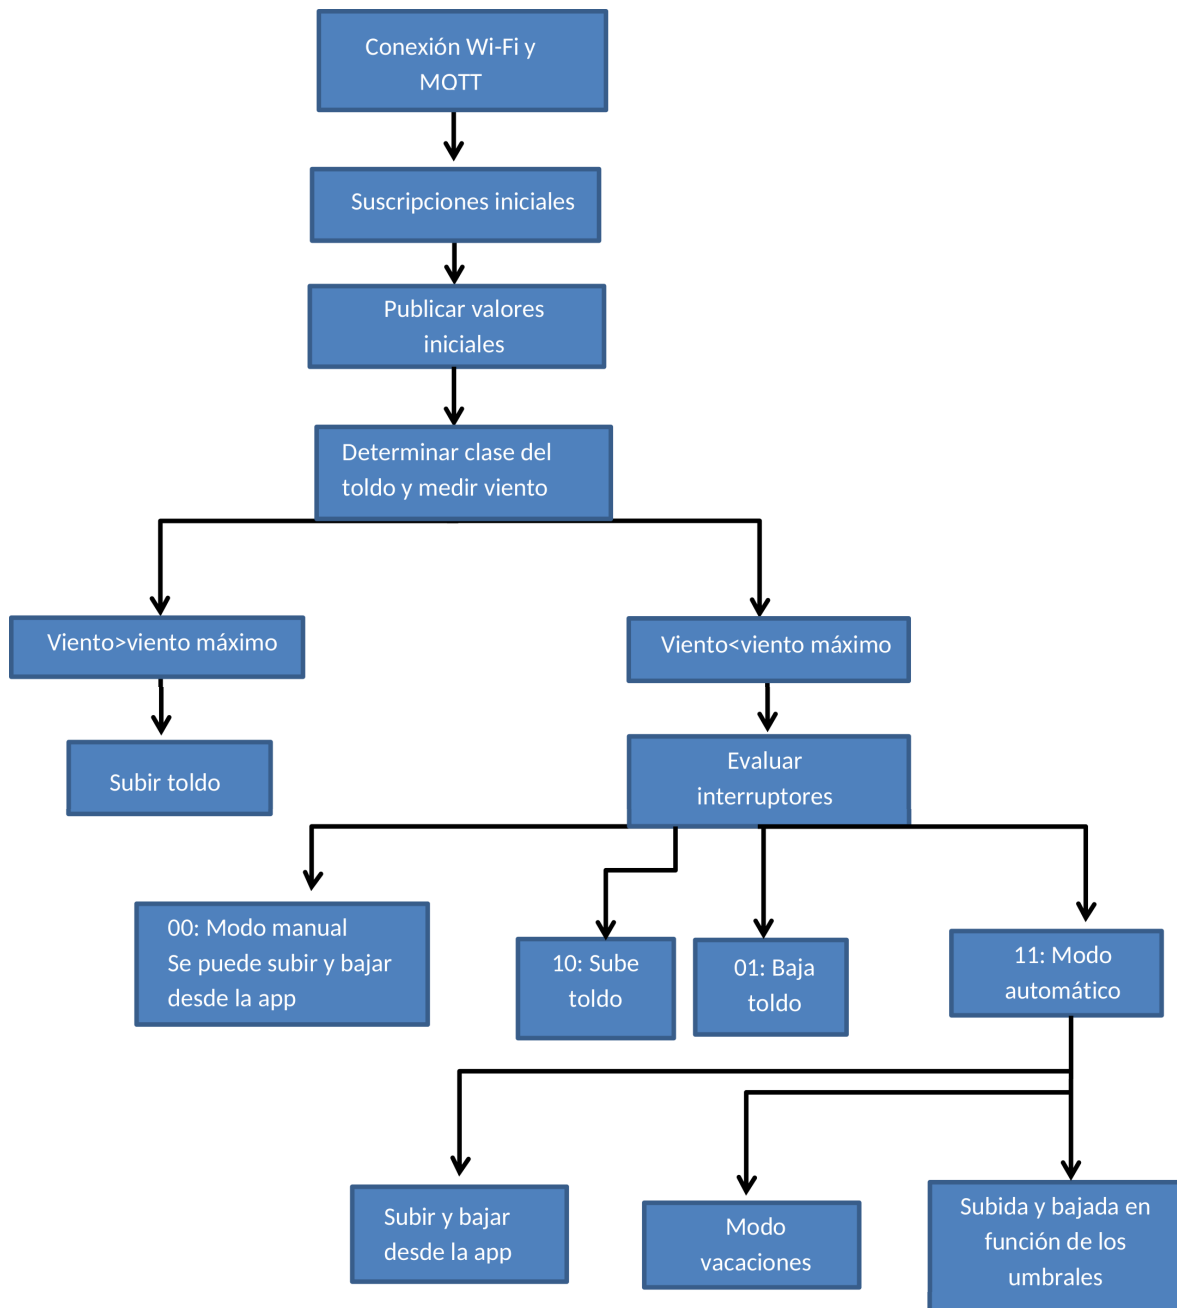 Conexión Wi-Fi y
MQTT
Suscripciones iniciales
Publicar valores
iniciales
Determinar clase del
toldo y medir viento
Viento>viento máximo
Viento<viento máximo
Subir toldo
Evaluar
interruptores
00: Modo manual
Se puede subir y bajar
desde la app
10: Sube
toldo
01: Baja
toldo
11: Modo
automático
Subir y bajar
desde la app
Modo
vacaciones
Subida y bajada en
función de los
umbrales